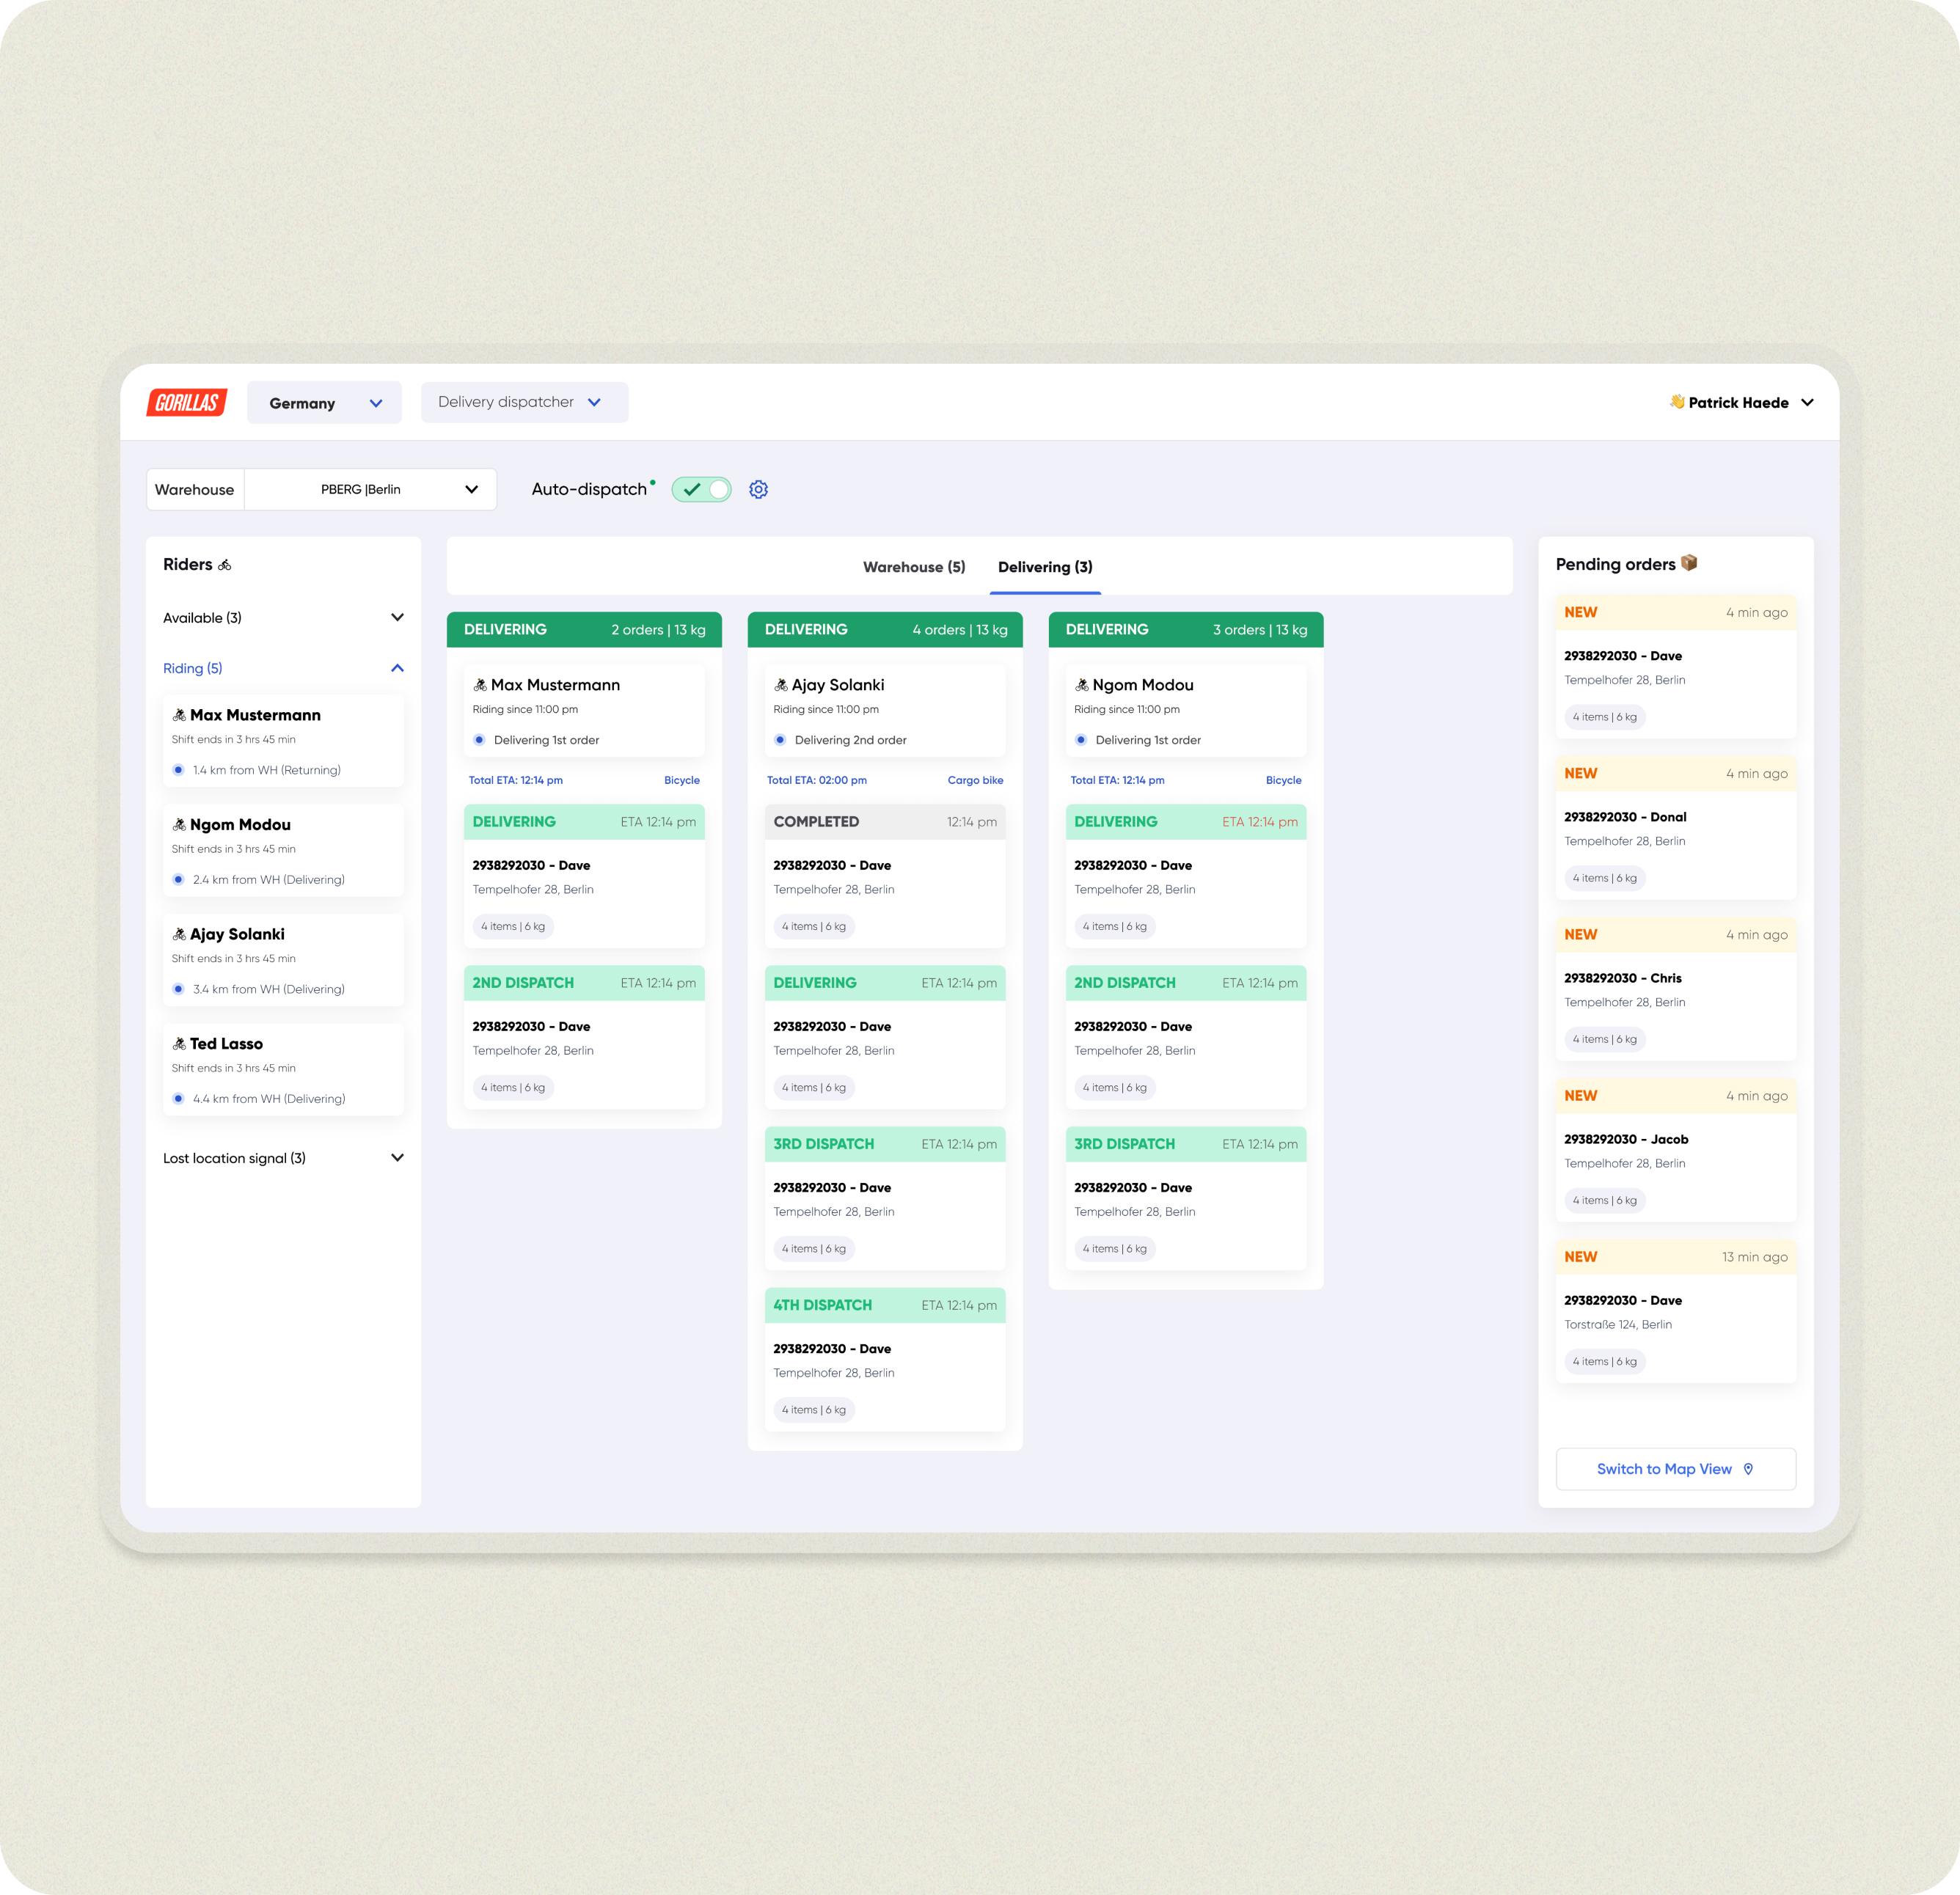 GORILLAS
Germany
Delivery dispatcher
Patrick Haede
Warehouse
PBERG |Berlin
Auto-dispatch
Riders
Available (3)
Riding (5)
Max Mustermann
Shift ends in 3 hrs 45 min
1.4 km from WH (Returning)
Ngom Modou
Shift ends in 3 hrs 45 min
2.4 km from WH (Delivering)
Ajay Solanki
Shift ends in 3 hrs 45 min
3.4 km from WH (Delivering)
Ted Lasso
Shift ends in 3 hrs 45 min
4.4 km from WH (Delivering)
Lost location signal (3)
Warehouse (5)
Delivering (3)
DELIVERING 2 orders | 13 kg
Max Mustermann
Riding since 11:00 pm
Delivering 1st order
Total ETA: 12:14 pm Bicycle
DELIVERING ETA 12:14 pm
2938292030 - Dave
Tempelhofer 28, Berlin
4 items | 6 kg
2ND DISPATCH ETA 12:14 pm
2938292030 - Dave
Tempelhofer 28, Berlin
4 items | 6 kg
DELIVERING 4 orders | 13 kg
Ajay Solanki
Riding since 11:00 pm
Delivering 2nd order
Total ETA: 02:00 pm Cargo bike
COMPLETED 12:14 pm
2938292030 - Dave
Tempelhofer 28, Berlin
4 items | 6 kg
DELIVERING ETA 12:14 pm
2938292030 - Dave
Tempelhofer 28, Berlin
4 items | 6 kg
3RD DISPATCH ETA 12:14 pm
2938292030 - Dave
Tempelhofer 28, Berlin
4 items | 6 kg
4TH DISPATCH ETA 12:14 pm
2938292030 - Dave
Tempelhofer 28, Berlin
4 items | 6 kg
DELIVERING 3 orders | 13 kg
Ngom Modou
Riding since 11:00 pm
Delivering 1st order
Total ETA: 12:14 pm Bicycle
DELIVERING ETA 12:14 pm
2938292030 - Dave
Tempelhofer 28, Berlin
4 items | 6 kg
2ND DISPATCH ETA 12:14 pm
2938292030 - Dave
Tempelhofer 28, Berlin
4 items | 6 kg
3RD DISPATCH ETA 12:14 pm
2938292030 - Dave
Tempelhofer 28, Berlin
4 items | 6 kg
Pending orders
NEW 4 min ago
2938292030 - Dave
Tempelhofer 28, Berlin
4 items | 6 kg
NEW 4 min ago
2938292030 - Donal
Tempelhofer 28, Berlin
4 items | 6 kg
NEW 4 min ago
2938292030 - Chris
Tempelhofer 28, Berlin
4 items | 6 kg
NEW 4 min ago
2938292030 - Jacob
Tempelhofer 28, Berlin
4 items | 6 kg
NEW 13 min ago
2938292030 - Dave
Torstraße 124, Berlin
4 items | 6 kg
Switch to Map View